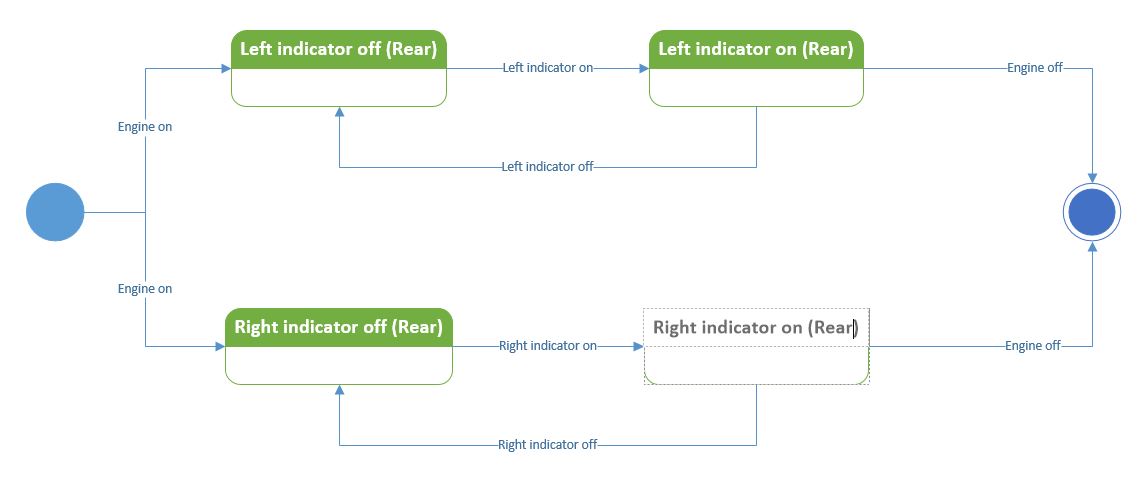 Left indicator off (Rear)
Left indicator on
Left indicator on (Rear)
Engine off
Engine on
Left indicator off
Engine on
Right indicator off (Rear)
Right indicator on
Right indicator on (Rear)
Engine off
Right indicator off